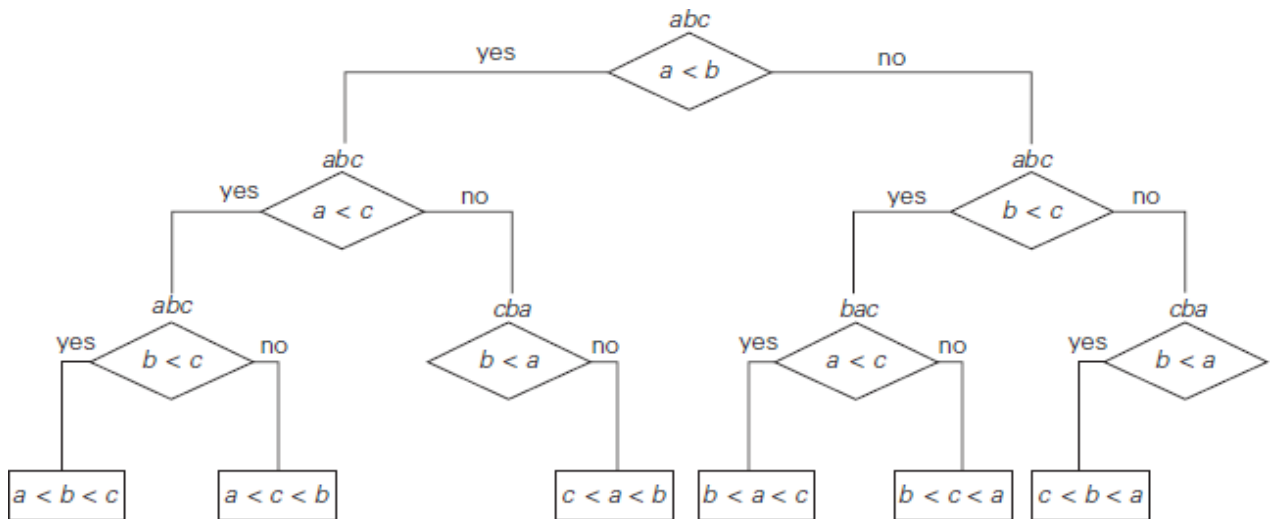 abc
yes
a < b
no
abc
abc
yes
a < c
no
yes
b < c
no
abc
cba
bac
cba
yes
b < c
no
b < a
no
yes
a < c
no
yes
b < a
a < b < c
a < c < b
c < a < b
b < a < c
b < c < a
c < b < a